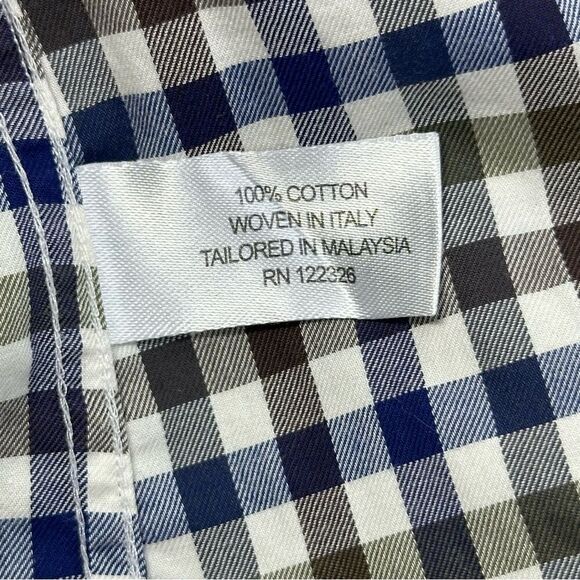 100% COTTON
WOVEN IN ITALY
TAILORED IN MALAYSIA
RN 122326